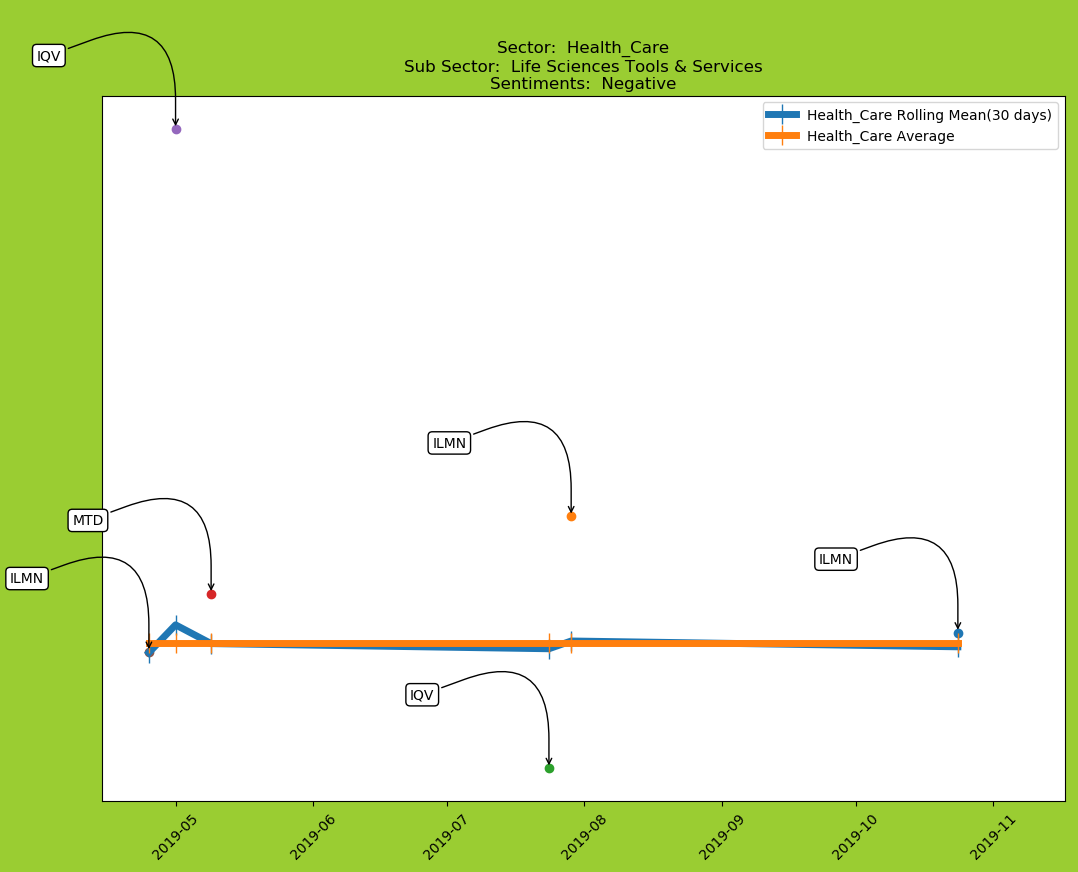 IQV
Sector:  Health_Care
Sub Sector:  Life Sciences Tools & Services
Sentiments:  Negative
Health_Care Rolling Mean(30 days)
Health_Care Average
ILMN
MTD
ILMN
ILMN
IQV
2019-05
2019-06
2019-07
2019-08
2019-09
2019-10
2019-11